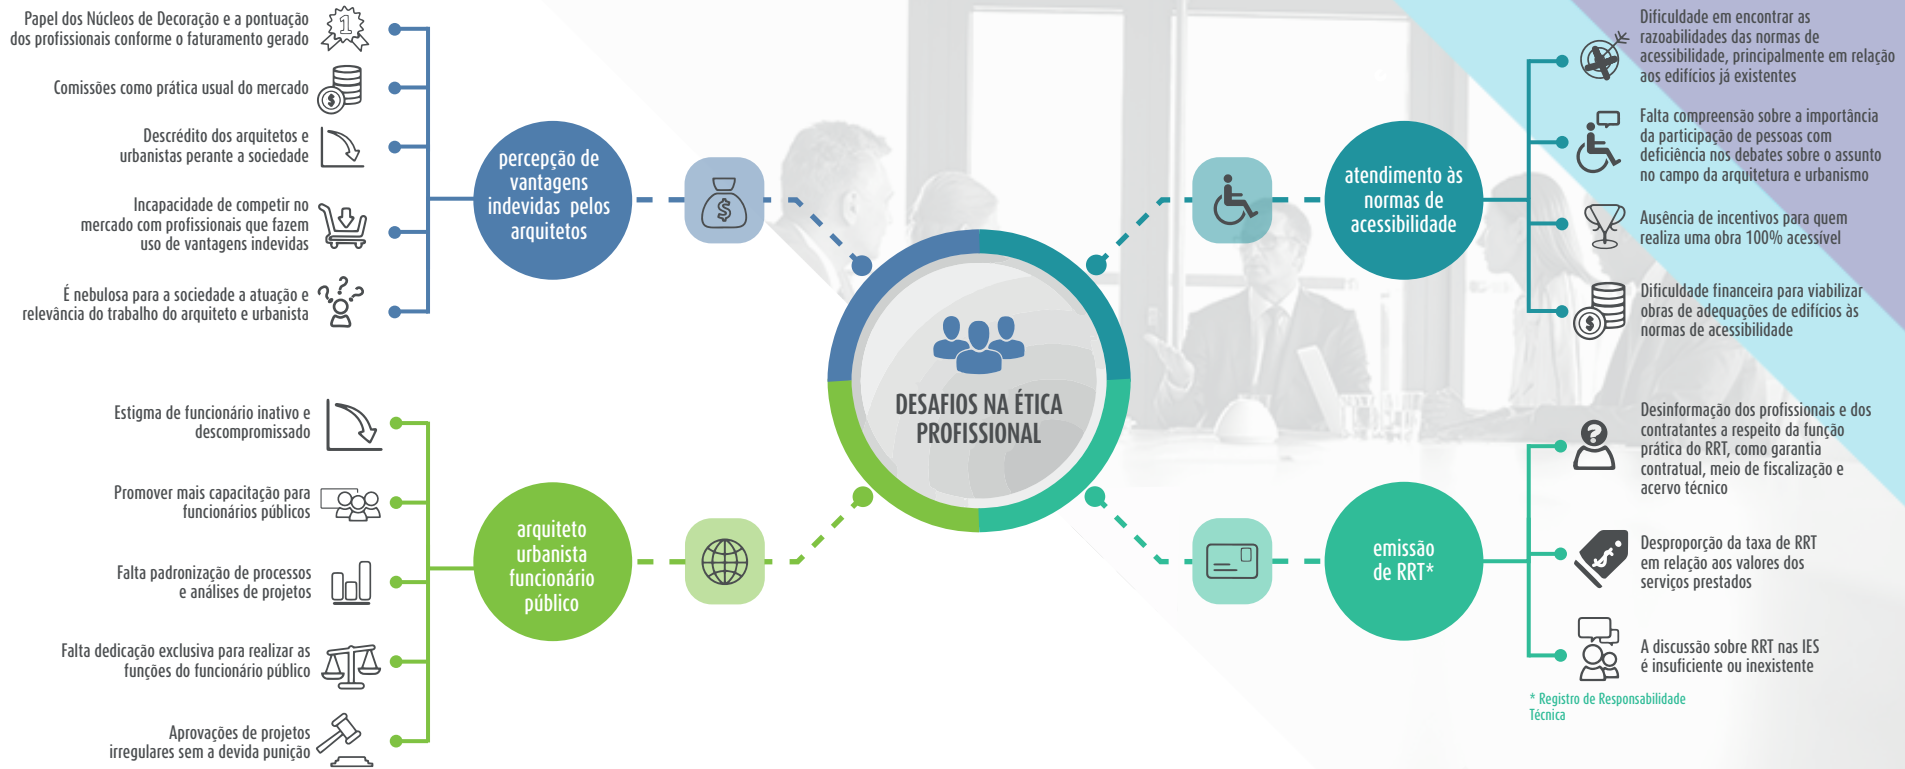 Papel dos Núcleos de Decoração e a pontuação
dos profissionais conforme o faturamento gerado
1
Comissões como prática usual do mercado
$
Descrédito dos arquitetos e
urbanistas perante a sociedade
Incapacidade de competir no
mercado com profissionais que fazem
uso de vantagens indevidas
É nebulosa para a sociedade a atuação e
relevância do trabalho do arquiteto e urbanista
? ? ?
percepção de
vantagens
indevidas pelos
arquitetos
$
Estigma de funcionário inativo e
descompromissado
Promover mais capacitação para
funcionários públicos
Falta padronização de processos
e análises de projetos
Falta dedicação exclusiva para realizar as
funções do funcionário público
Aprovações de projetos
irregulares sem a devida punição
arquiteto
urbanista
funcionário
público
DESAFIOS NA ÉTICA
PROFISSIONAL
atendimento às
normas de
acessibilidade
Dificuldade em encontrar as
razoabilidades das normas de
acessibilidade, principalmente em relação
aos edifícios já existentes
Falta compreensão sobre a importância
da participação de pessoas com
deficiência nos debates sobre o assunto
no campo da arquitetura e urbanismo
Ausência de incentivos para quem
realiza uma obra 100% acessível
$
Dificuldade financeira para viabilizar
obras de adequações de edifícios às
normas de acessibilidade
emissão
de RRT*
?
Desinformação dos profissionais e dos
contratantes a respeito da função
prática do RRT, como garantia
contratual, meio de fiscalização e
acervo técnico
$
Desproporção da taxa de RRT
em relação aos valores dos
serviços prestados
A discussão sobre RRT nas IES
é insuficiente ou inexistente
* Registro de Responsabilidade
Técnica